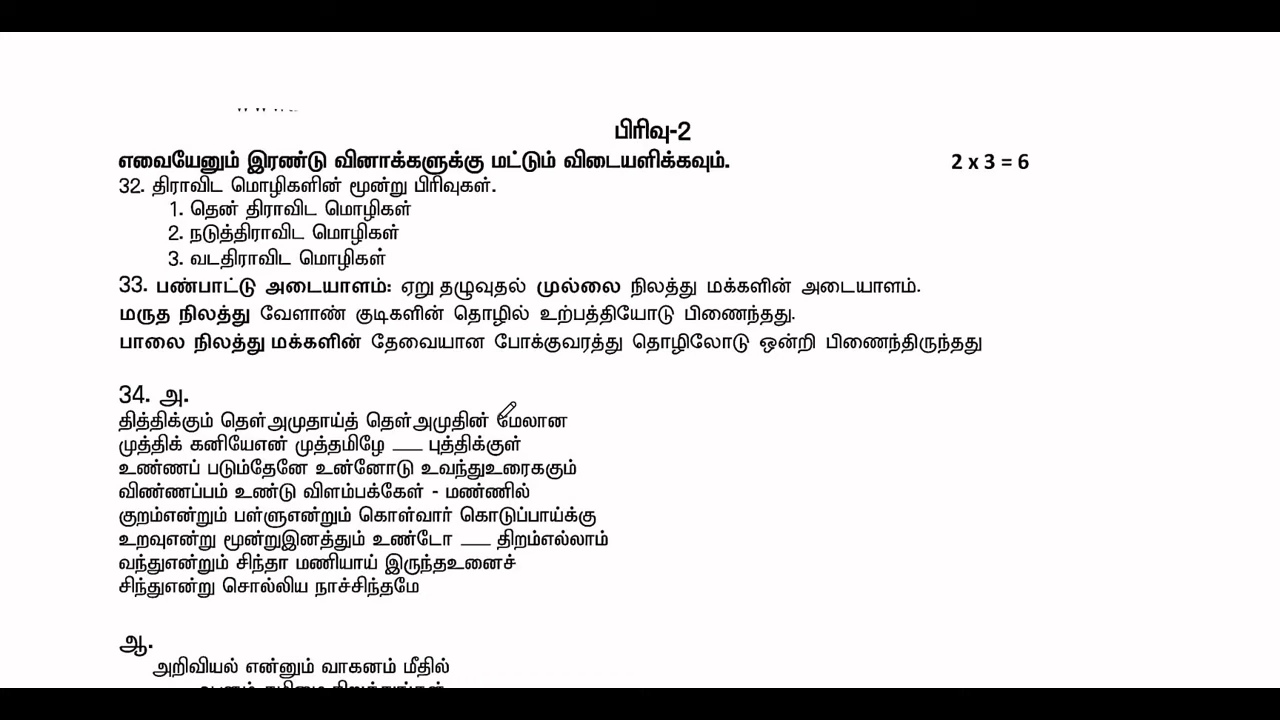 பிரிவு-2
எவையேனும் இரண்டு வினாக்களுக்கு மட்டும் விடையளிக்கவும். 2 x 3 = 6
32. திராவிட மொழிகளின் மூன்று பிரிவுகள்.
1. தென் திராவிட மொழிகள்
2. நடுத்திராவிட மொழிகள்
3. வடதிராவிட மொழிகள்
33. பண்பாட்டு அடையாளம்: ஏறு தழுவுதல் முல்லை நிலத்து மக்களின் அடையாளம்.
மருத நிலத்து வேளாண் குடிகளின் தொழில் உற்பத்தியோடு பிணைந்தது.
பாலை நிலத்து மக்களின் தேவையான போக்குவரத்து தொழிலோடு ஒன்றி பிணைந்திருந்தது
34. அ.
தித்திக்கும் தெள்அமுதாய்த் தெள்அமுதின் மேலான
முத்திக் கனியேஎன் முத்தமிழே ___ புத்திக்குள்
உண்ணப் படும்தேனே உன்னோடு உவந்துஉரைககும்
விண்ணப்பம் உண்டு விளம்பக்கேள் - மண்ணில்
குறம்என்றும் பள்ளுஎன்றும் கொள்வார் கொடுப்பாய்க்கு
உறவுஎன்று மூன்றுஇனத்தும் உண்டோ ___ திறம்எல்லாம்
வந்துஎன்றும் சிந்தா மணியாய் இருந்தஉனைச்
சிந்துஎன்று சொல்லிய நாச்சிந்தமே
ஆ.
அறிவியல் என்னும் வாகனம் மீதில்